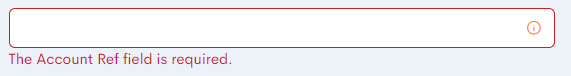 The Account Ref field is required.